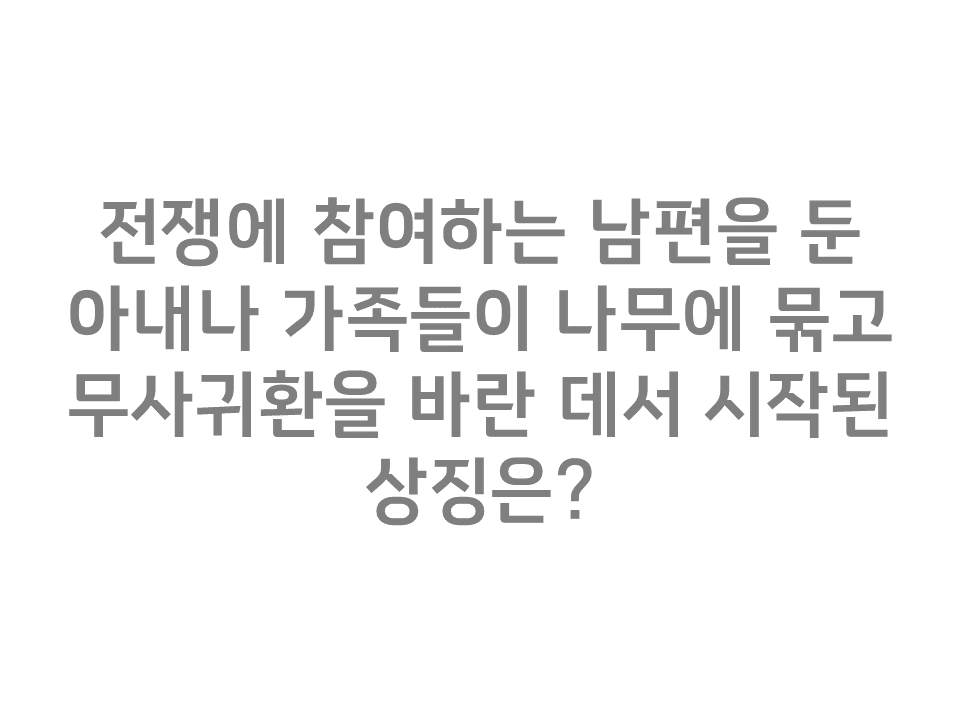 전쟁에 참여하는 남편을 둔
아내나 가족들이 나무에 묶고
무사귀환을 바란 데서 시작된
상징은?